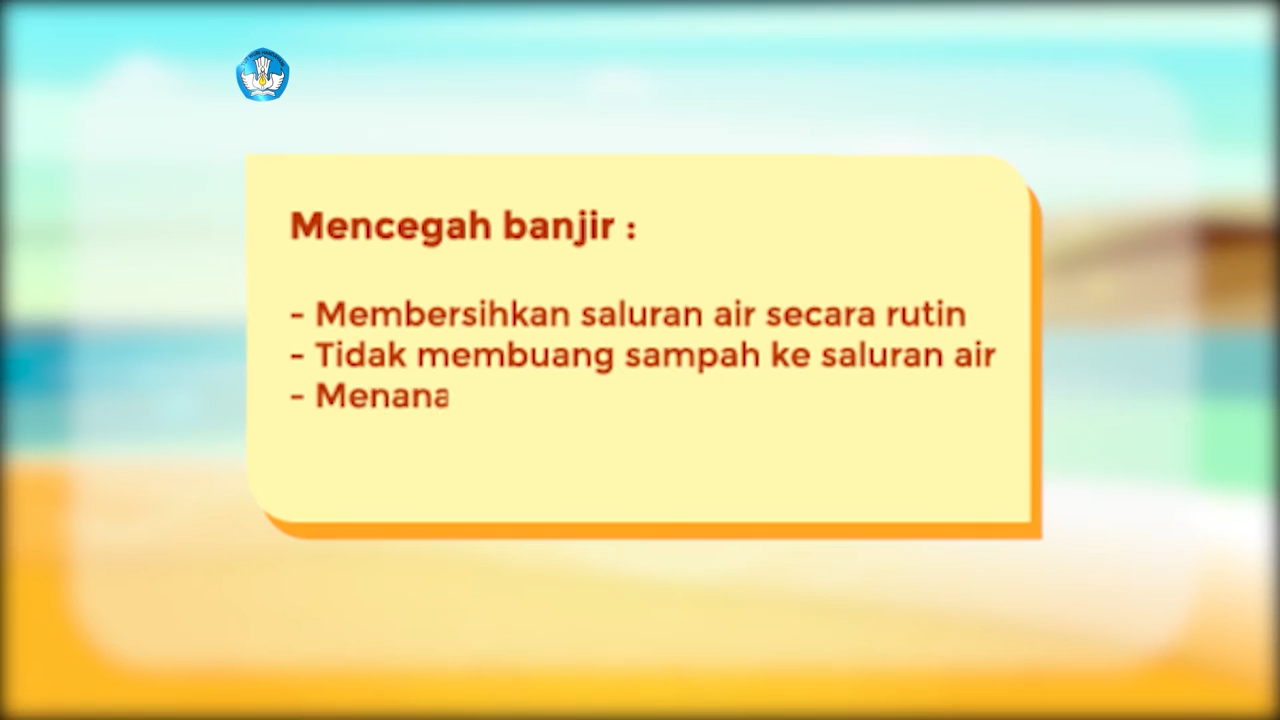 Mencegah banjir :
- Membersihkan saluran air secara rutin
- Tidak membuang sampah ke saluran air
- Menana